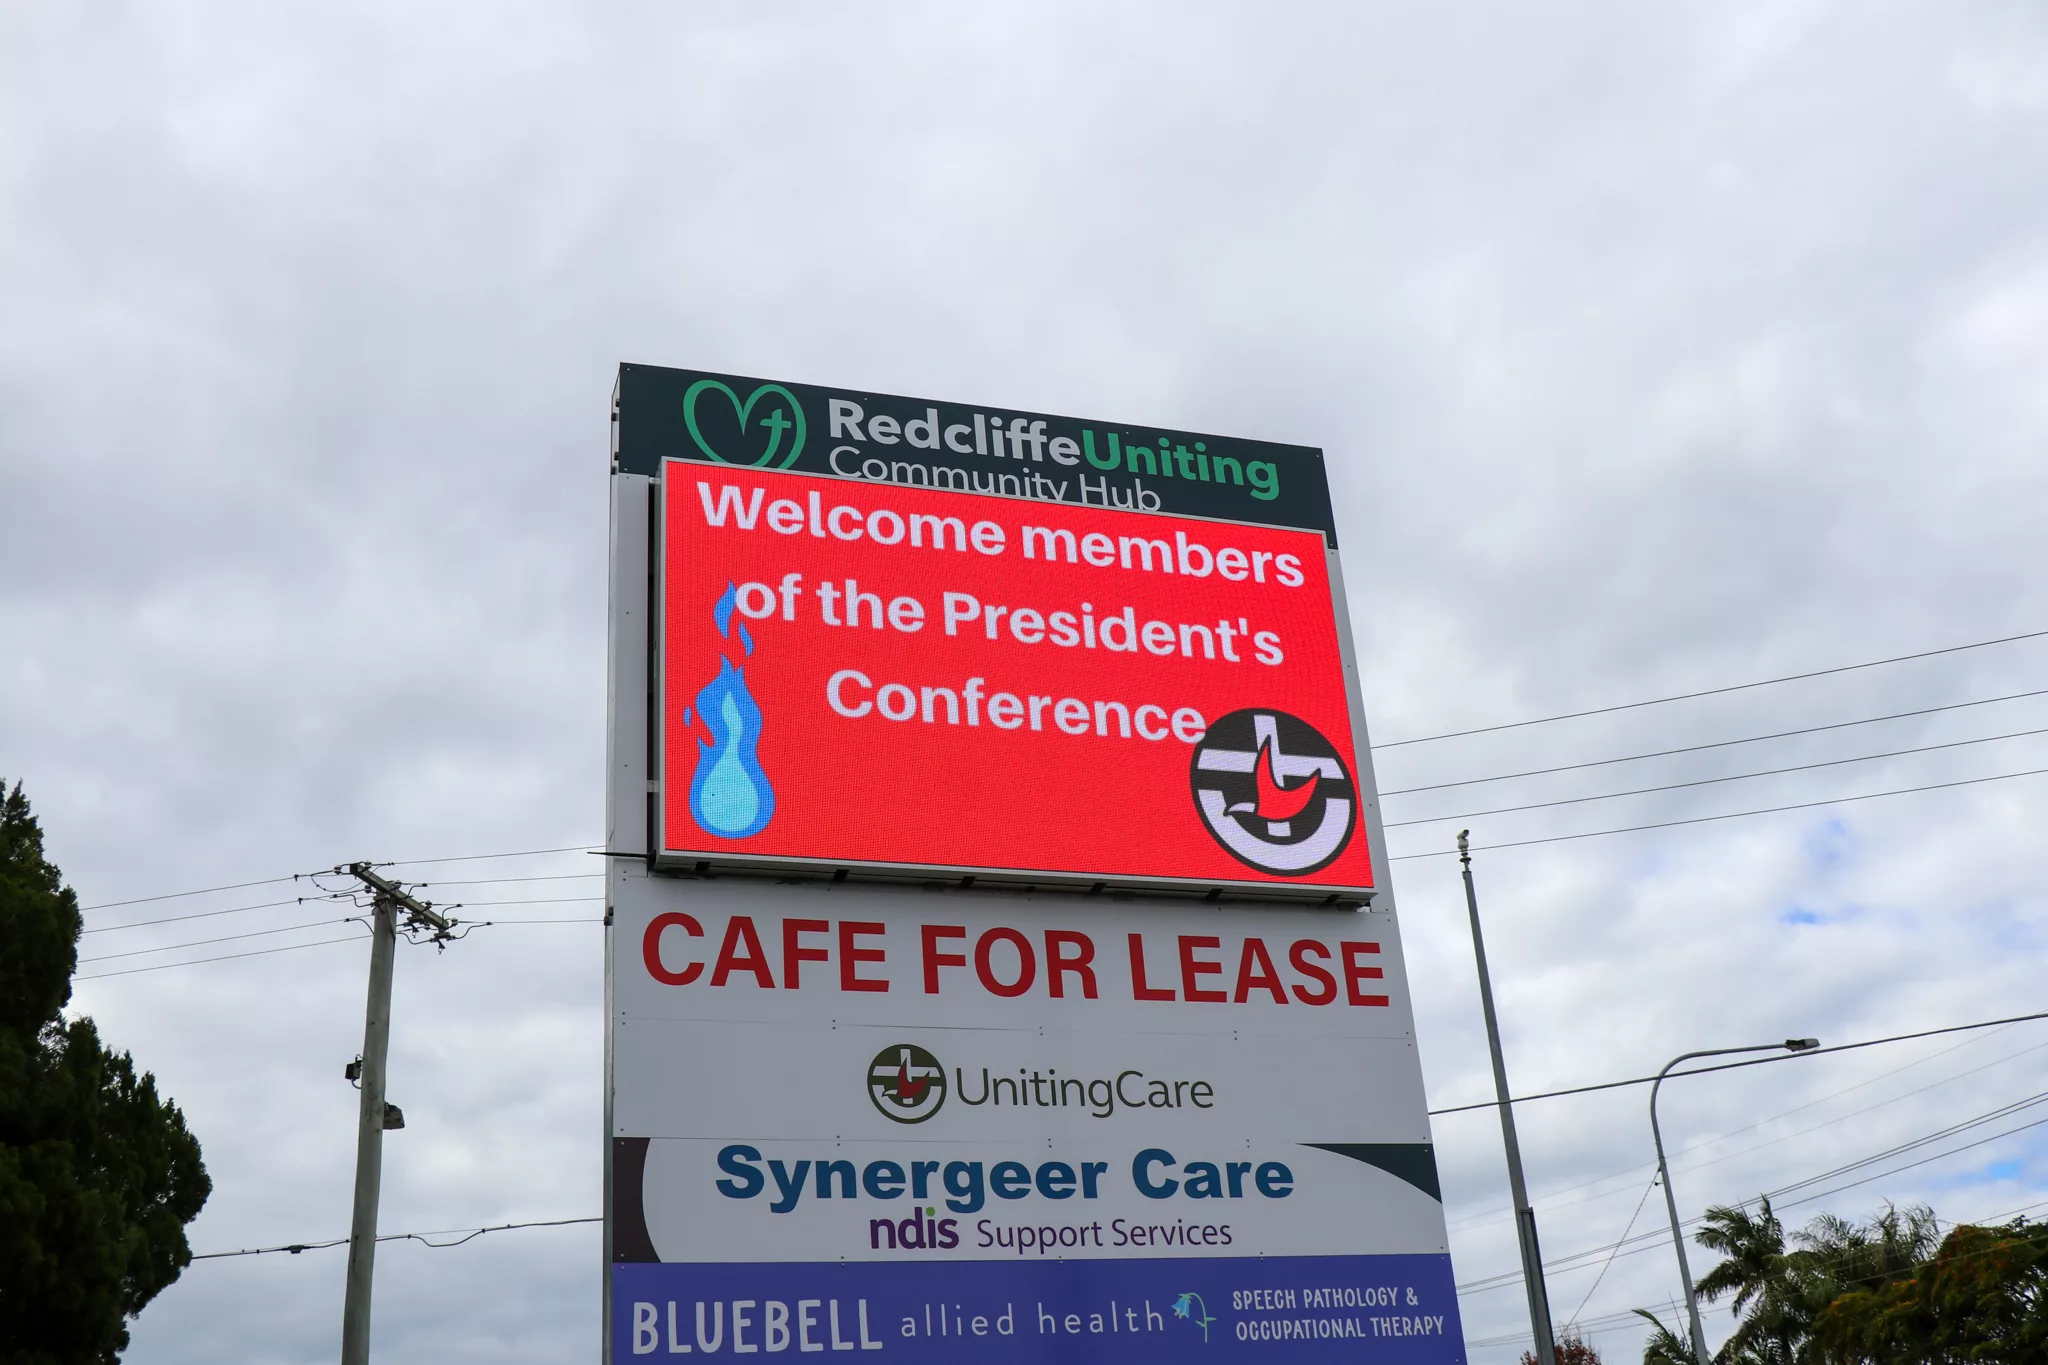 RedcliffeUniting
Community Hub
Welcome members
of the President's
Conference
CAFE FOR LEASE
UnitingCare
Synergeer Care
ndis Support Services
BLUEBELL allied health
SPEECH PATHOLOGY &
OCCUPATIONAL THERAPY